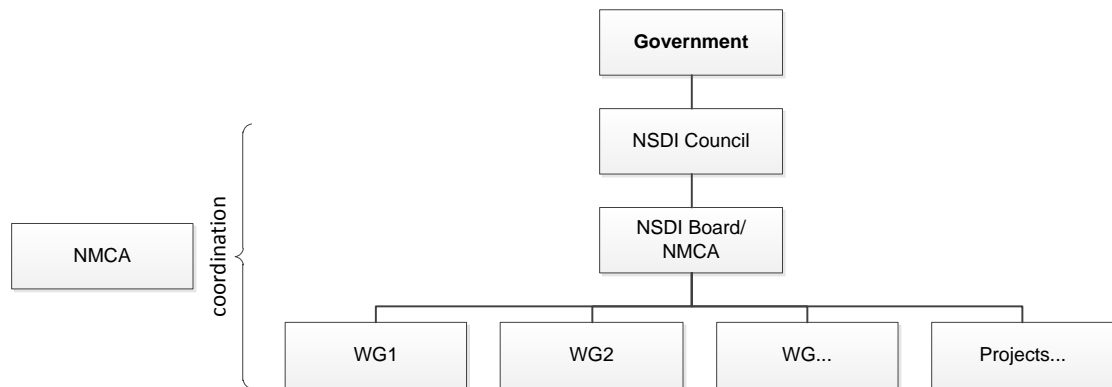 Government
NSDI Council
NSDI Board/
NMCA
NMCA
coordination
WG1
WG2
WG...
Projects...